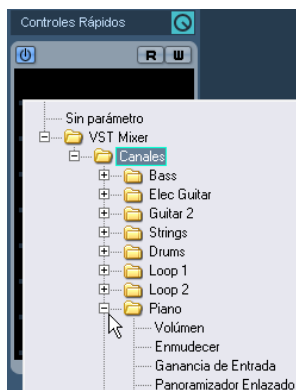 Controles Rápidos
R W
Sin parámetro
VST Mixer
Canales
Bass
Elec Guitar
Guitar 2
Strings
Drums
Loop 1
Loop 2
Piano
Volúmen
Enmudecer
Ganancia de Entrada
Panoramizador Enlazado